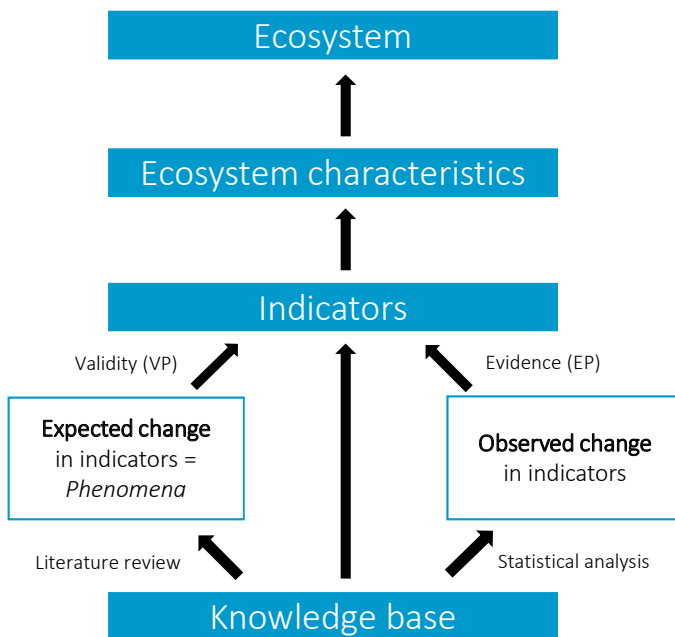 Ecosystem
Ecosystem characteristics
Indicators
Validity (VP)
Evidence (EP)
Expected change
in indicators =
Phenomena
Observed change
in indicators
Literature review
Statistical analysis
Knowledge base